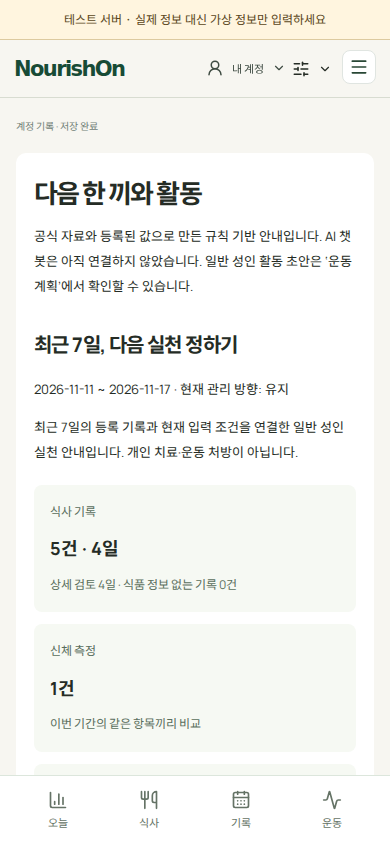 테스트 서버 · 실제 정보 대신 가상 정보만 입력하세요
NourishOn
내 계정
계정 기록 · 저장 완료
다음 한 끼와 활동
공식 자료와 등록된 값으로 만든 규칙 기반 안내입니다. AI 챗
봇은 아직 연결하지 않았습니다. 일반 성인 활동 초안은 ‘운동
계획’에서 확인할 수 있습니다.
최근 7일, 다음 실천 정하기
2026-11-11 ~ 2026-11-17 · 현재 관리 방향: 유지
최근 7일의 등록 기록과 현재 입력 조건을 연결한 일반 성인
실천 안내입니다. 개인 치료·운동 처방이 아닙니다.
식사 기록
5건 · 4일
상세 검토 4일 · 식품 정보 없는 기록 0건
신체 측정
1건
이번 기간의 같은 항목끼리 비교
오늘
식사
기록
운동